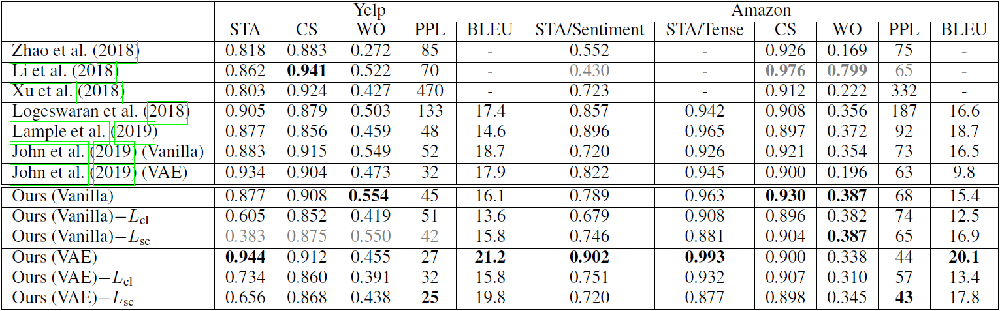 Yelp Amazon
STA CS WO PPL BLEU STA/Sentiment STA/Tense CS WO PPL BLEU
Zhao et al. (2018) 0.818 0.883 0.272 85 - 0.552 - 0.926 0.169 75 -
Li et al. (2018) 0.862 0.941 0.522 70 - 0.430 - 0.976 0.799 65 -
Xu et al. (2018) 0.803 0.924 0.427 470 - 0.723 - 0.912 0.222 332 -
Logeswaran et al. (2018) 0.905 0.879 0.503 133 17.4 0.857 0.942 0.908 0.356 187 16.6
Lample et al. (2019) 0.877 0.856 0.459 48 14.6 0.896 0.965 0.897 0.372 92 18.7
John et al. (2019) (Vanilla) 0.883 0.915 0.549 52 18.7 0.720 0.926 0.921 0.354 73 16.5
John et al. (2019) (VAE) 0.934 0.904 0.473 32 17.9 0.822 0.945 0.900 0.196 63 9.8
Ours (Vanilla) 0.877 0.908 0.554 45 16.1 0.789 0.963 0.930 0.387 68 15.4
Ours (Vanilla)−Lcl 0.605 0.852 0.419 51 13.6 0.679 0.908 0.896 0.382 74 12.5
Ours (Vanilla)−Lsc 0.383 0.875 0.550 42 15.8 0.746 0.881 0.904 0.387 65 16.9
Ours (VAE) 0.944 0.912 0.455 27 21.2 0.902 0.993 0.900 0.338 44 20.1
Ours (VAE)−Lcl 0.734 0.860 0.391 32 15.8 0.751 0.932 0.907 0.310 57 13.4
Ours (VAE)−Lsc 0.656 0.868 0.438 25 19.8 0.720 0.877 0.898 0.345 43 17.8